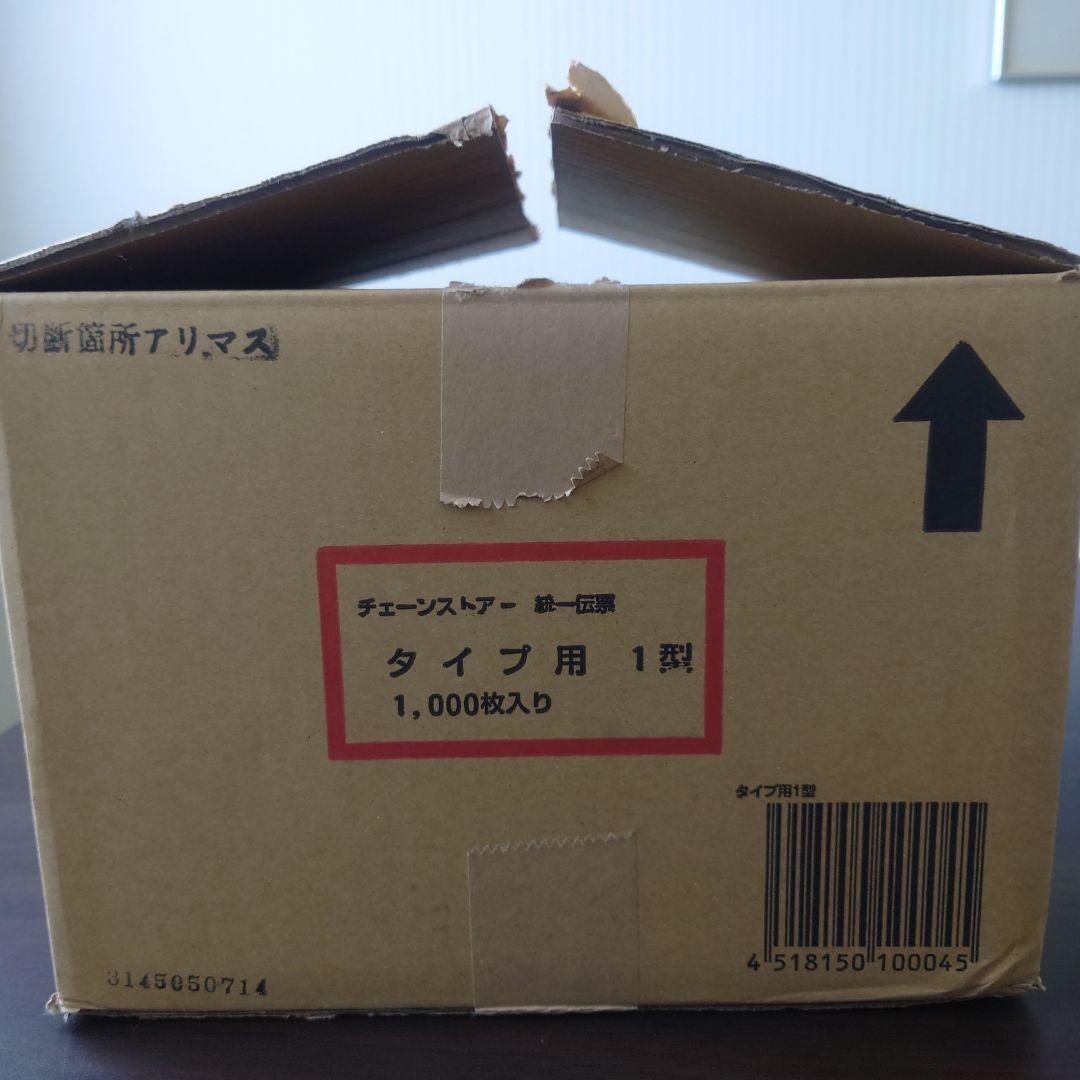 切断箇所アリマス
チェーンストアー 統一伝票
タイプ用 1型
1,000枚入り
タイプ用1型
4 518150 100045
3145050714